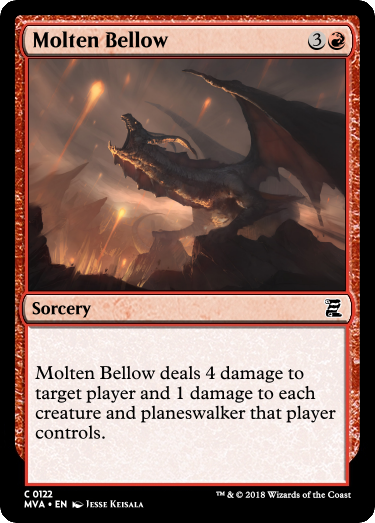 Molten Bellow 3
Sorcery
Molten Bellow deals 4 damage to
target player and 1 damage to each
creature and planeswalker that player
controls.
C 0122
MVA • EN Jesse Keisala
™ & © 2018 Wizards of the Coast